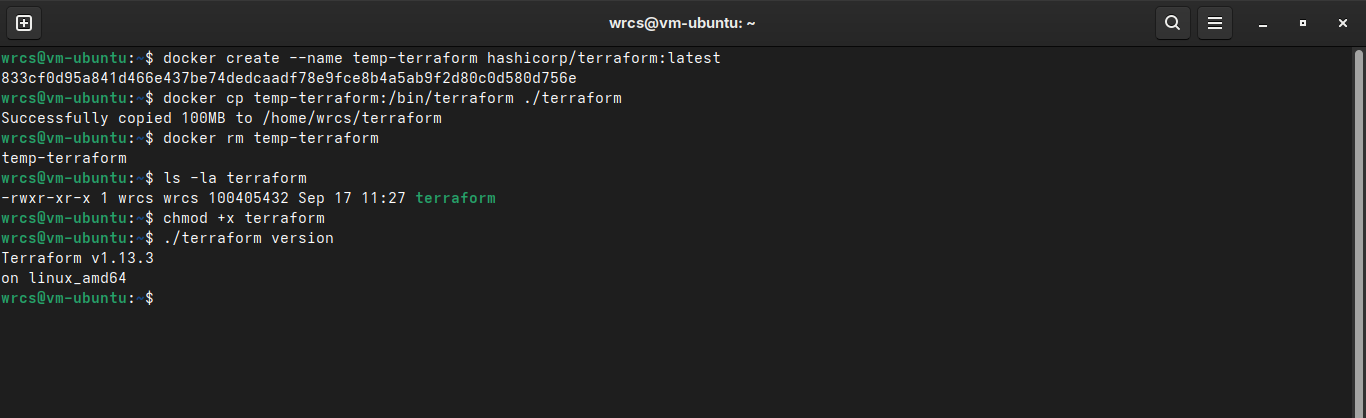 wrcs@vm-ubuntu: ~
wrcs@vm-ubuntu:~$ docker create --name temp-terraform hashicorp/terraform:latest
833cf0d95a841d466e437be74dedcaadf78e9fce8b4a5ab9f2d80c0d580d756e
wrcs@vm-ubuntu:~$ docker cp temp-terraform:/bin/terraform ./terraform
Successfully copied 100MB to /home/wrcs/terraform
wrcs@vm-ubuntu:~$ docker rm temp-terraform
temp-terraform
wrcs@vm-ubuntu:~$ ls -la terraform
-rwxr-xr-x 1 wrcs wrcs 100405432 Sep 17 11:27 terraform
wrcs@vm-ubuntu:~$ chmod +x terraform
wrcs@vm-ubuntu:~$ ./terraform version
Terraform v1.13.3
on linux_amd64
wrcs@vm-ubuntu:~$